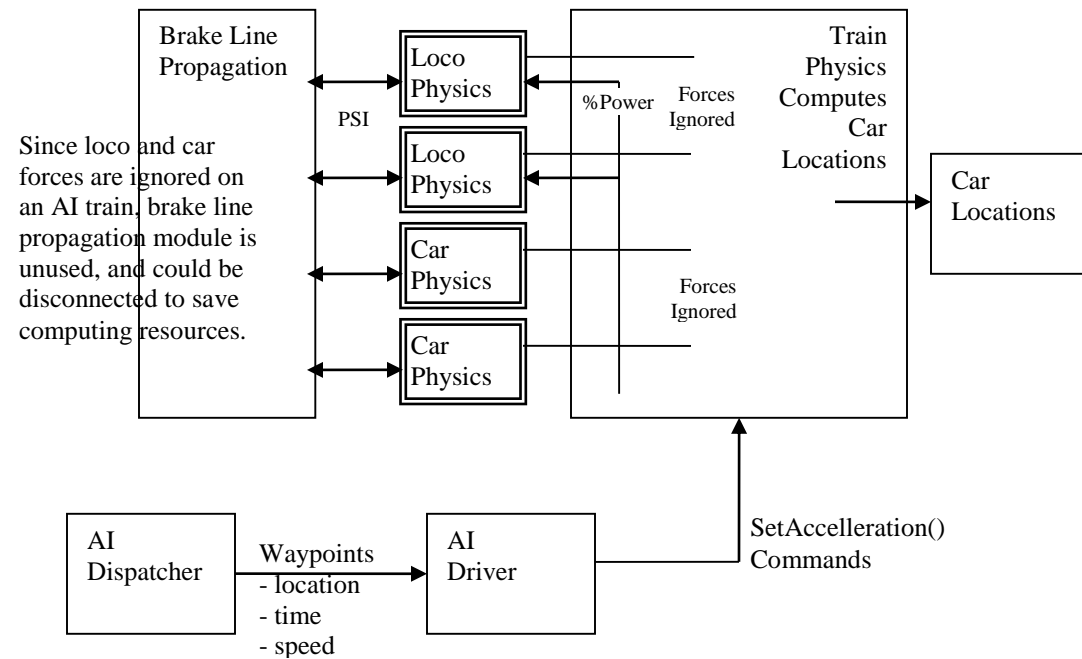 Brake Line
Propagation
Since loco and car
forces are ignored on
an AI train, brake line
propagation module is
unused, and could be
disconnected to save
computing resources.
PSI
Loco
Physics
Loco
Physics
Car
Physics
Car
Physics
%Power
Forces
Ignored
Forces
Ignored
Train
Physics
Computes
Car
Locations
Car
Locations
AI
Dispatcher
Waypoints
- location
- time
- speed
AI
Driver
SetAccelleration()
Commands